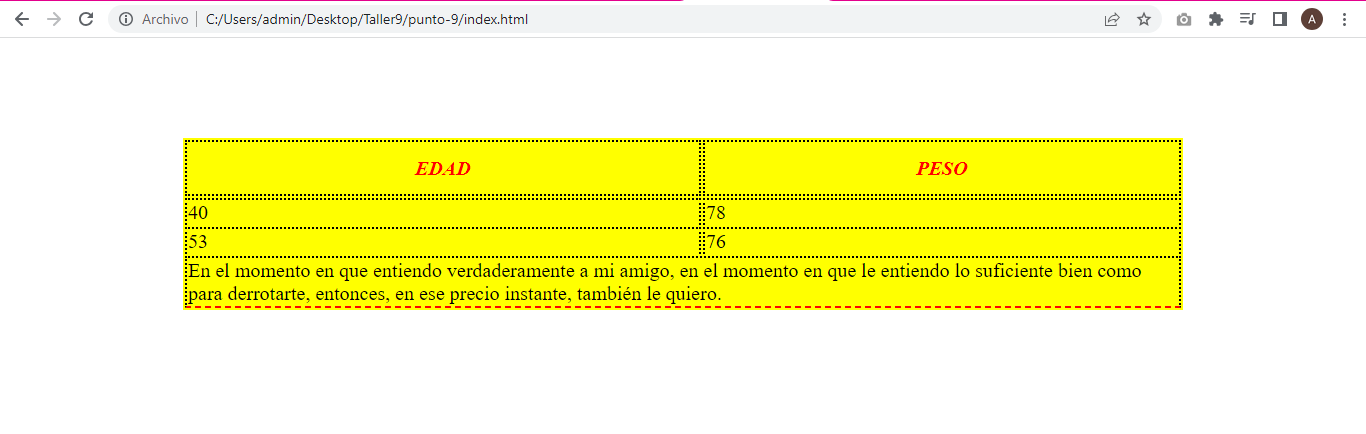 Archivo | C:/Users/admin/Desktop/Taller9/punto-9/index.html
A
EDAD PESO
40 78
53 76
En el momento en que entiendo verdaderamente a mi amigo, en el momento en que le entiendo lo suficiente bien como
para derrotarte, entonces, en ese precio instante, también le quiero.